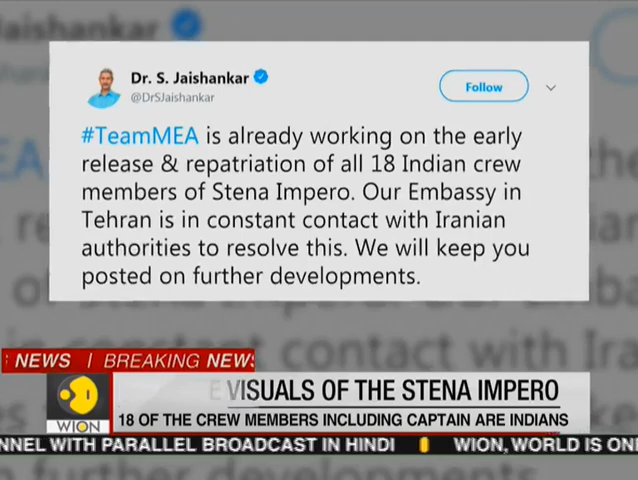 Dr. S. Jaishankar
Follow
@DrSJaishankar
#TeamMEA is already working on the early
release & repatriation of all 18 Indian crew
members of Stena Impero. Our Embassy in
Tehran is in constant contact with Iranian
authorities to resolve this. We will keep you
posted on further developments.
NEWS | BREAKING NEWS
E VISUALS OF THE STENA IMPERO
WION
18 OF THE CREW MEMBERS INCLUDING CAPTAIN ARE INDIANS
NNEL WITH PARALLEL BROADCAST IN HINDI WION, WORLD IS ON